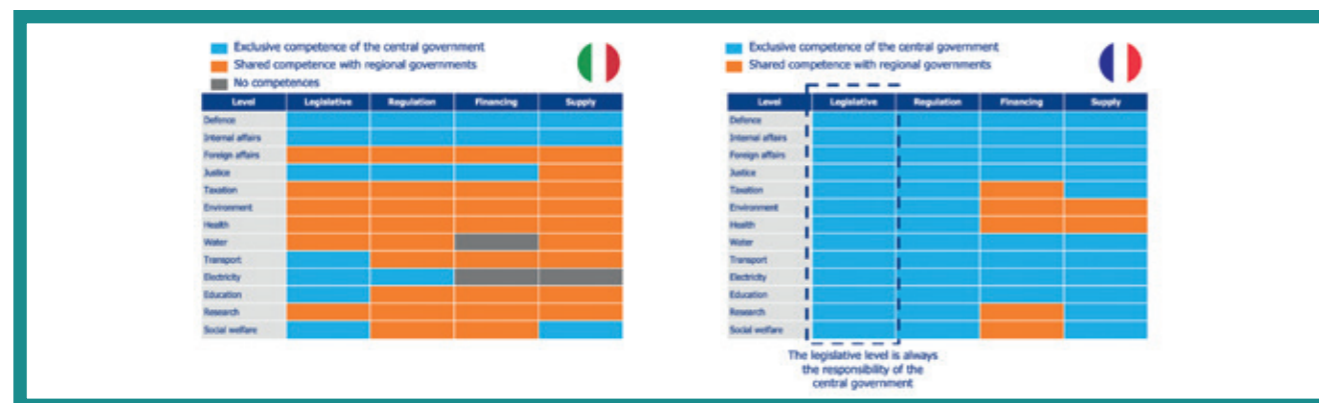 Exclusive competence of the central government
Shared competence with regional governments
No competences
Level Legislative Regulation Financing Supply
Defence
Internal affairs
Foreign affairs
Justice
Taxation
Environment
Health
Water
Transport
Electricity
Education
Research
Social welfare
Exclusive competence of the central government
Shared competence with regional governments
Level Legislative Regulation Financing Supply
Defence
Internal affairs
Foreign affairs
Justice
Taxation
Environment
Health
Water
Transport
Electricity
Education
Research
Social welfare
The legislative level is always
the responsibility of the
central government